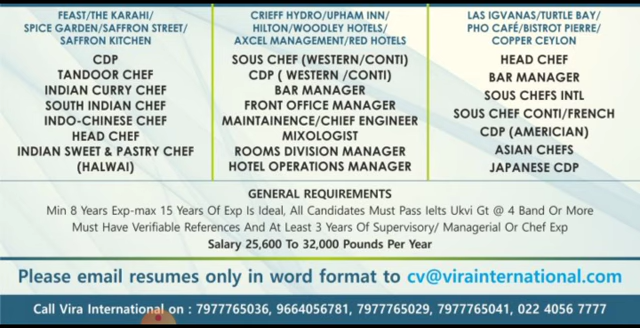 FEAST/THE KARAHI/
SPICE GARDEN/SAFFRON STREET/
SAFFRON KITCHEN
CDP
TANDOOR CHEF
INDIAN CURRY CHEF
SOUTH INDIAN CHEF
INDO-CHINESE CHEF
HEAD CHEF
INDIAN SWEET & PASTRY CHEF
(HALWAI)
CRIEFF HYDRO/UPHAM INN/
HILTON/WOODLEY HOTELS/
AXCEL MANAGEMENT/RED HOTELS
SOUS CHEF (WESTERN/CONTI)
CDP ( WESTERN /CONTI)
BAR MANAGER
FRONT OFFICE MANAGER
MAINTAINENCE/CHIEF ENGINEER
MIXOLOGIST
ROOMS DIVISION MANAGER
HOTEL OPERATIONS MANAGER
LAS IGVANAS/TURTLE BAY/
PHO CAFÉ/BISTROT PIERRE/
COPPER CEYLON
HEAD CHEF
BAR MANAGER
SOUS CHEFS INTL
SOUS CHEF CONTI/FRENCH
CDP (AMERICIAN)
ASIAN CHEFS
JAPANESE CDP
GENERAL REQUIREMENTS
Min 8 Years Exp-max 15 Years Of Exp Is Ideal, All Candidates Must Pass Ielts Ukvi Gt @ 4 Band Or More
Must Have Verifiable References And At Least 3 Years Of Supervisory/ Managerial Or Chef Exp
Salary 25,600 To 32,000 Pounds Per Year
Please email resumes only in word format to cv@virainternational.com
Call Vira International on : 7977765036, 9664056781, 7977765029, 7977765041, 022 4056 7777